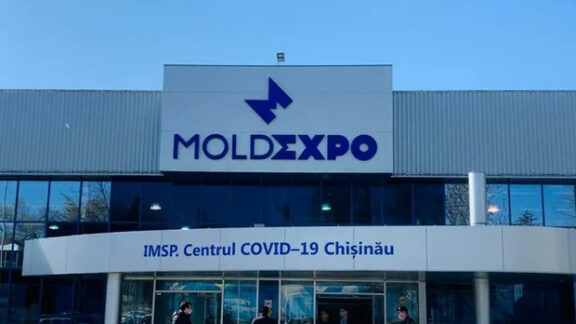 MOLDEXPO
IMSP. Centrul COVID–19 Chișinău